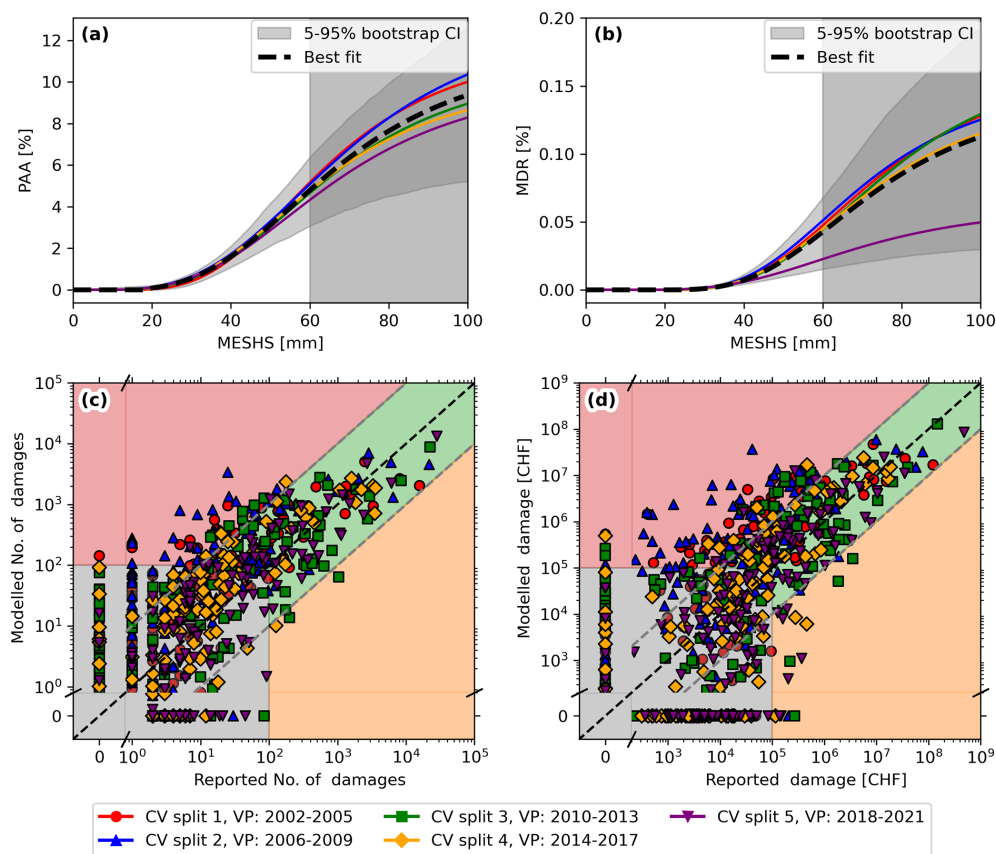 (a)
5-95% bootstrap CI
Best fit
PAA [%]
12
10
8
6
4
2
0
0 20 40 60 80 100
MESHS [mm]
(b)
5-95% bootstrap CI
Best fit
MDR [%]
0.20
0.15
0.10
0.05
0.00
0 20 40 60 80 100
MESHS [mm]
(c)
Modelled No. of damages
10^5
10^4
10^3
10^2
10^1
10^0
0
0 10^0 10^1 10^2 10^3 10^4 10^5
Reported No. of damages
(d)
Modelled damage [CHF]
10^9
10^8
10^7
10^6
10^5
10^4
10^3
0
0 10^3 10^4 10^5 10^6 10^7 10^8 10^9
Reported damage [CHF]
CV split 1, VP: 2002-2005
CV split 2, VP: 2006-2009
CV split 3, VP: 2010-2013
CV split 4, VP: 2014-2017
CV split 5, VP: 2018-2021